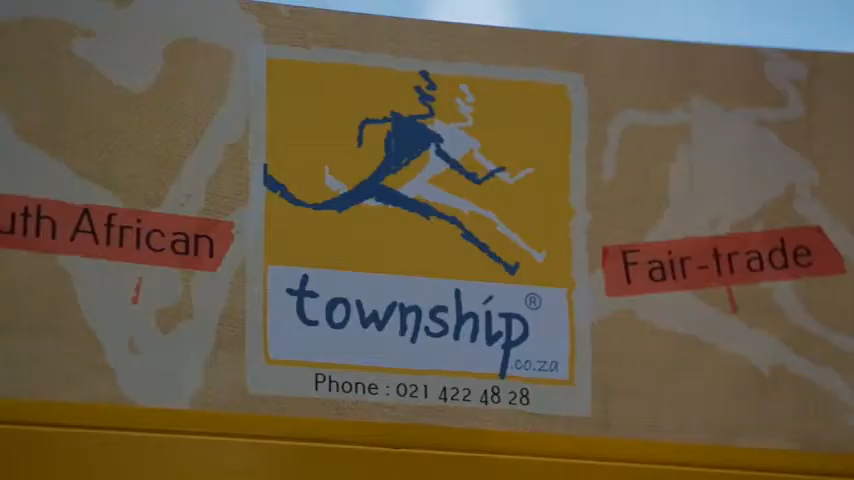 uth African
township®
.co.za
Phone : 021 422 48 28
Fair-trade